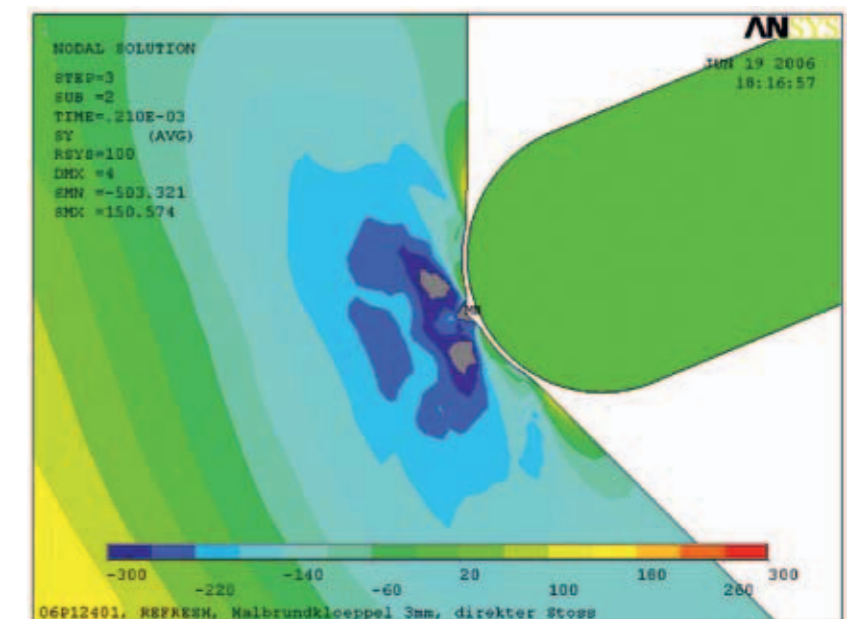 ANSYS
NODAL SOLUTION
JUN 19 2006
18:16:57
STEP=3
SUB =2
TIME=.210E-03
SY (AVG)
RSYS=100
DMX =4
SMN =-503.321
SMX =150.574
MN
-300 -220 -140 -60 20 100 180 260 300
06P12401, REFRESH, Halbrundkloeppel 3mm, direkter Stoss